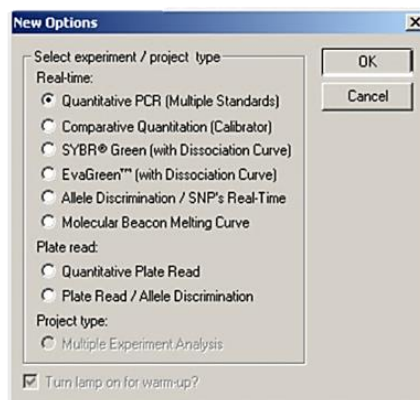 New Options
Select experiment / project type
Real-time:
Quantitative PCR (Multiple Standards)
Comparative Quantitation (Calibrator)
SYBR® Green (with Dissociation Curve)
EvaGreen™ (with Dissociation Curve)
Allele Discrimination / SNP's Real-Time
Molecular Beacon Melting Curve
Plate read:
Quantitative Plate Read
Plate Read / Allele Discrimination
Project type:
Multiple Experiment Analysis
Turn lamp on for warm-up?
OK
Cancel